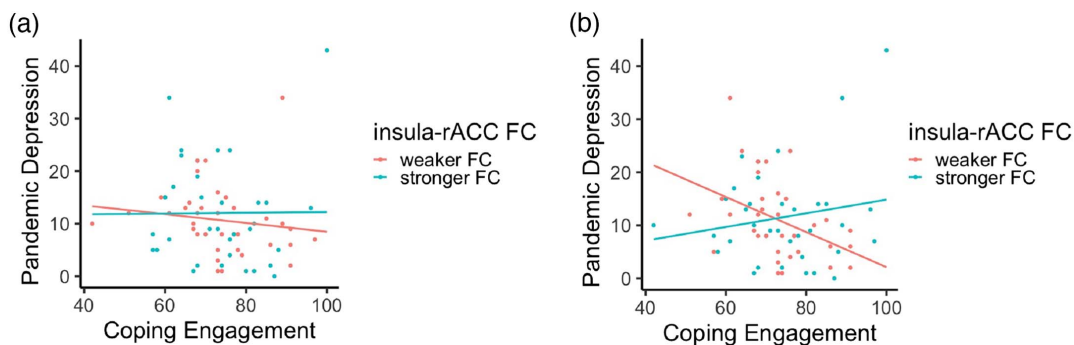 (a)
Pandemic Depression
40
30
20
10
0
40
60
80
100
Coping Engagement
insula-rACC FC
weaker FC
stronger FC
(b)
Pandemic Depression
40
30
20
10
0
40
60
80
100
Coping Engagement
insula-rACC FC
weaker FC
stronger FC